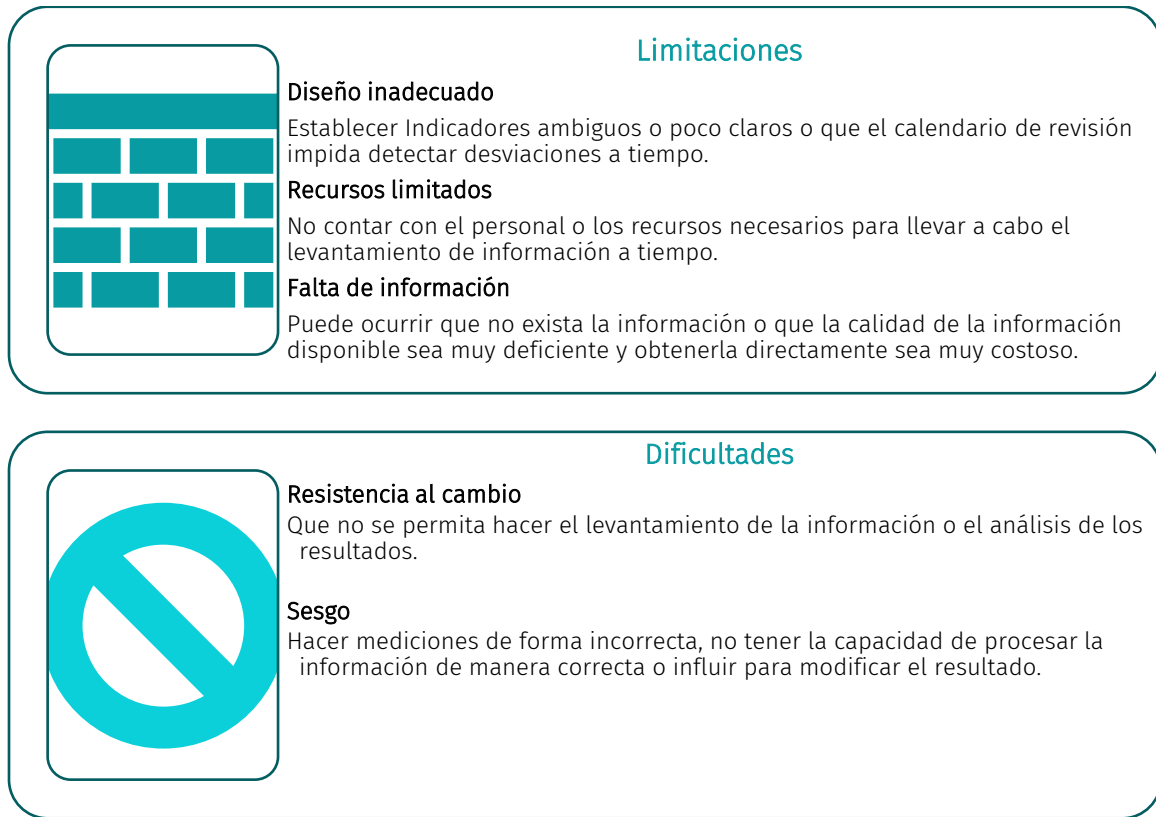 Limitaciones
Diseño inadecuado
Establecer Indicadores ambiguos o poco claros o que el calendario de revisión
impida detectar desviaciones a tiempo.
Recursos limitados
No contar con el personal o los recursos necesarios para llevar a cabo el
levantamiento de información a tiempo.
Falta de información
Puede ocurrir que no exista la información o que la calidad de la información
disponible sea muy deficiente y obtenerla directamente sea muy costoso.
Dificultades
Resistencia al cambio
Que no se permita hacer el levantamiento de la información o el análisis de los
resultados.
Sesgo
Hacer mediciones de forma incorrecta, no tener la capacidad de procesar la
información de manera correcta o influir para modificar el resultado.